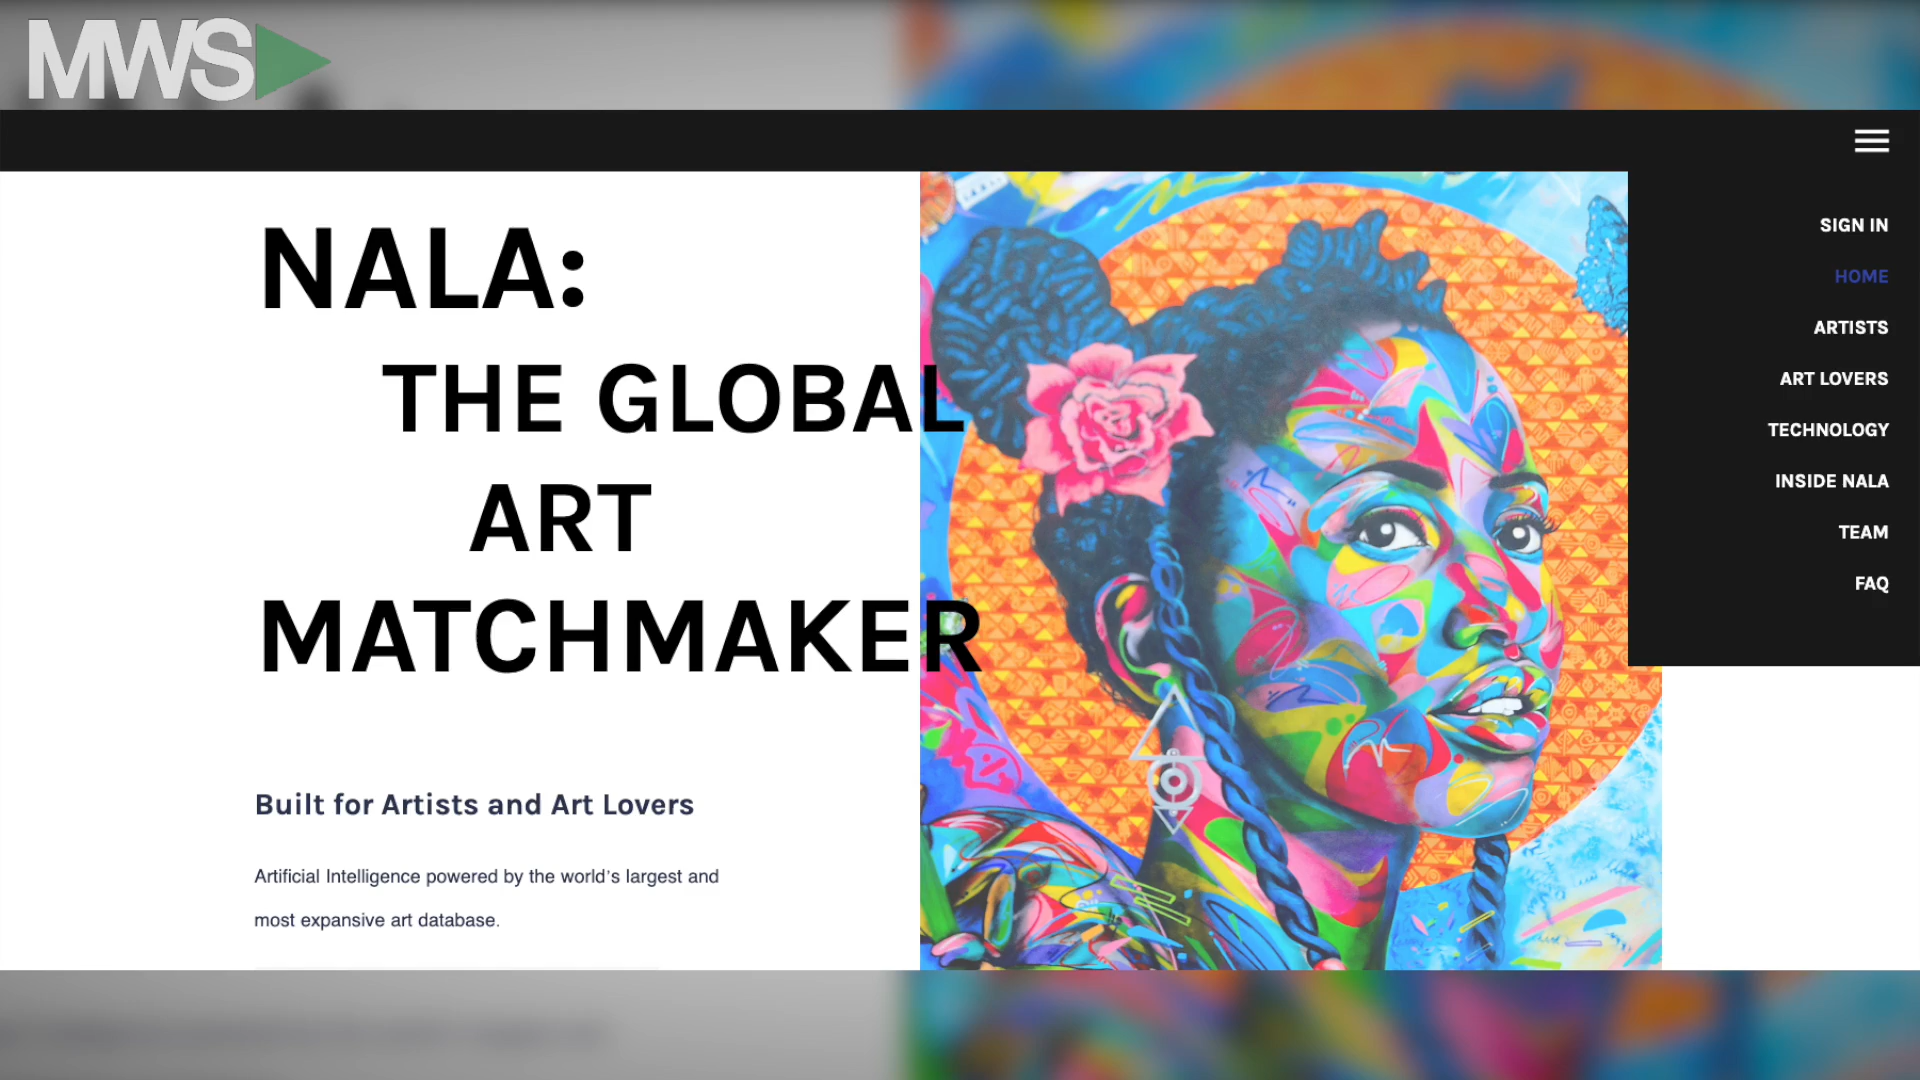 MWS
SIGN IN
HOME
ARTISTS
ART LOVERS
TECHNOLOGY
INSIDE NALA
TEAM
FAQ
NALA:
THE GLOBAL
ART
MATCHMAKER
Built for Artists and Art Lovers
Artificial Intelligence powered by the world's largest and
most expansive art database.